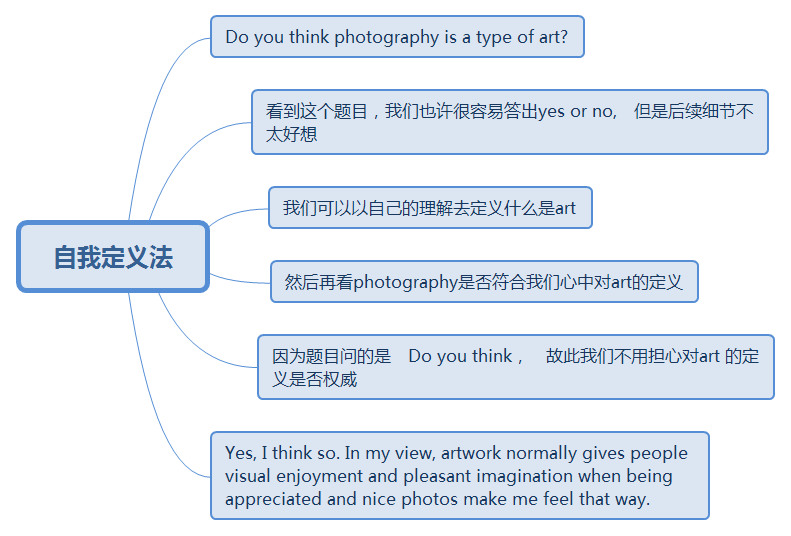 Do you think photography is a type of art?
看到这个题目，我们也许很容易答出yes or no,　但是后续细节不
太好想
我们可以以自己的理解去定义什么是art
自我定义法
然后再看photography是否符合我们心中对art的定义
因为题目问的是　Do you think ,　故此我们不用担心对art 的定
义是否权威
Yes, I think so. In my view, artwork normally gives people
visual enjoyment and pleasant imagination when being
appreciated and nice photos make me feel that way.